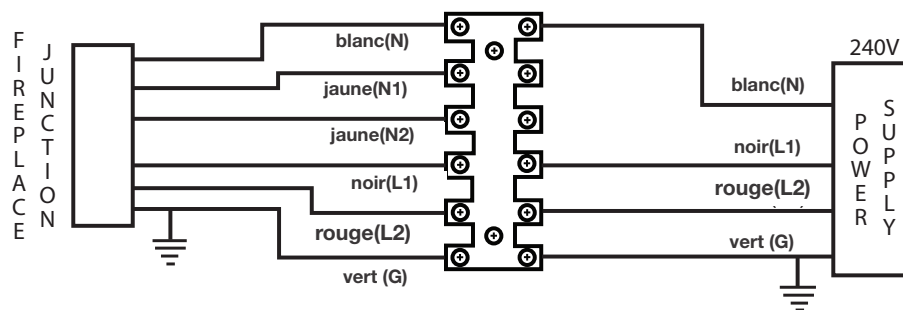 FIREPLACE
JUNCTION
blanc(N)
jaune(N1)
jaune(N2)
noir(L1)
rouge(L2)
vert (G)
240V
blanc(N)
noir(L1)
rouge(L2)
vert (G)
POWER
SUPPLY